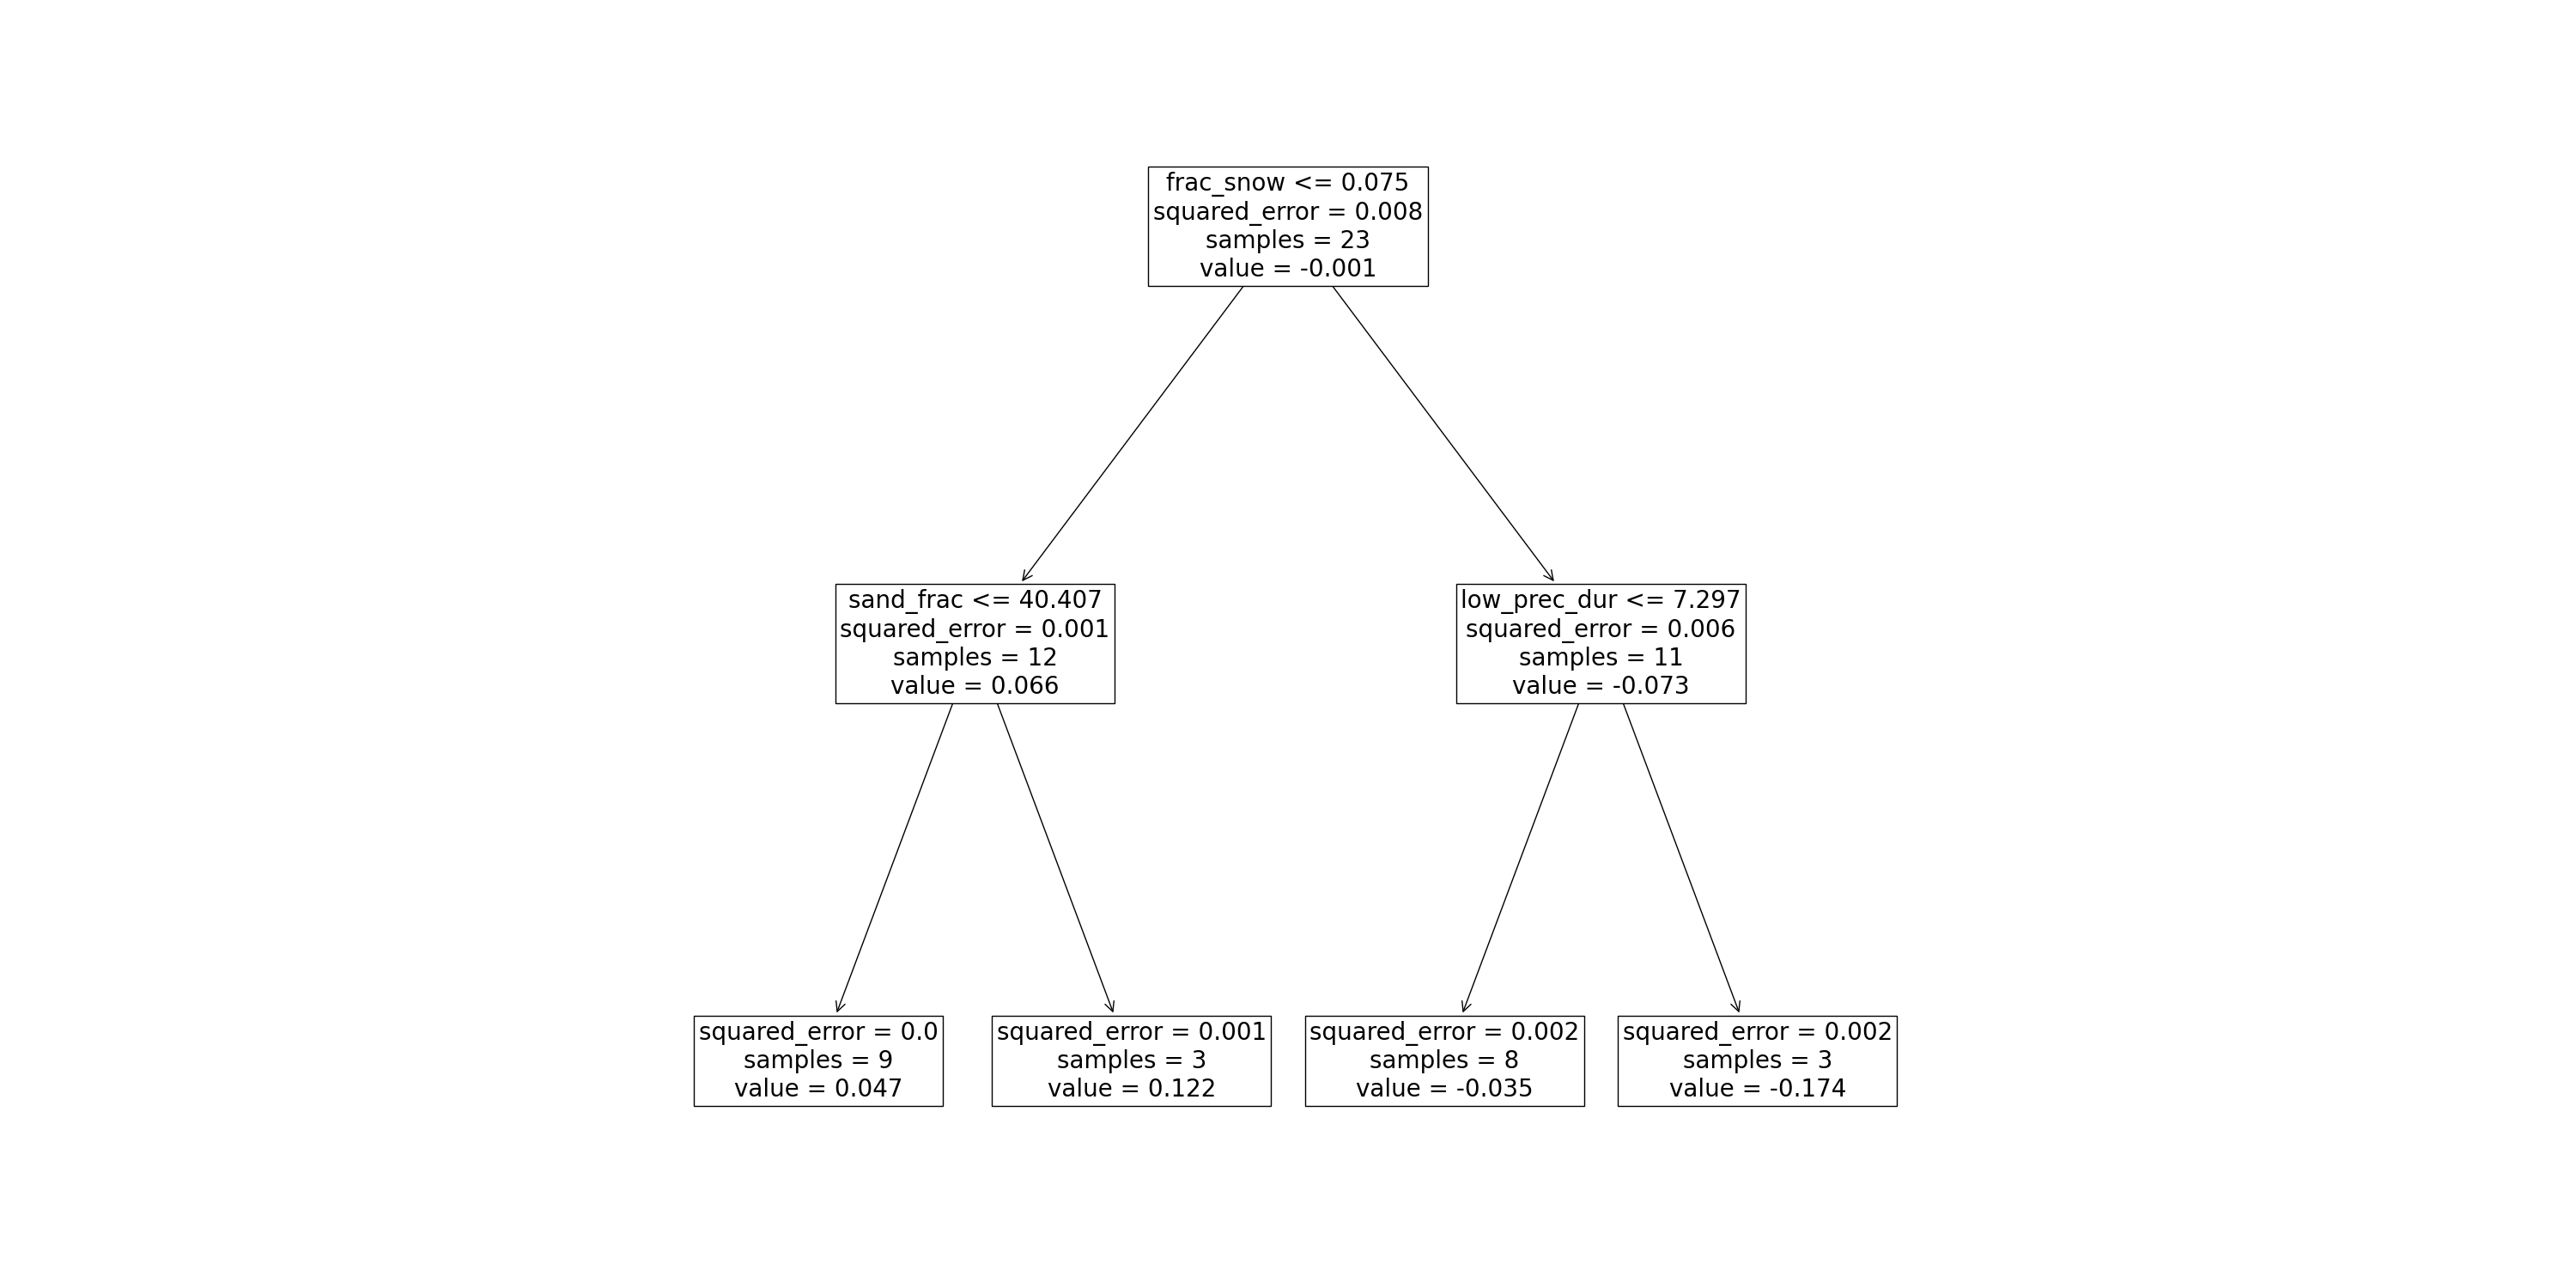 frac_snow <= 0.075
squared_error = 0.008
samples = 23
value = -0.001
sand_frac <= 40.407
squared_error = 0.001
samples = 12
value = 0.066
low_prec_dur <= 7.297
squared_error = 0.006
samples = 11
value = -0.073
squared_error = 0.0
samples = 9
value = 0.047
squared_error = 0.001
samples = 3
value = 0.122
squared_error = 0.002
samples = 8
value = -0.035
squared_error = 0.002
samples = 3
value = -0.174